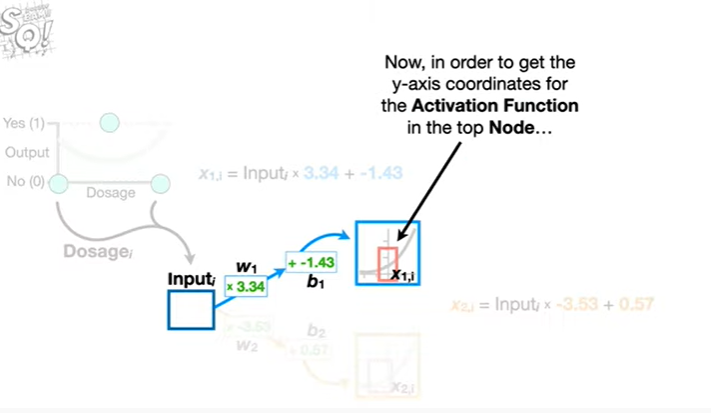 SQ!
Now, in order to get the
y-axis coordinates for
the Activation Function
in the top Node...
Yes (1)
Output
No (0)
Dosage
x₁,ᵢ = Inputᵢ × 3.34 + -1.43
Dosageᵢ
Inputᵢ
w₁
× 3.34
+ -1.43
b₁
x₁,ᵢ
x₂,ᵢ = Inputᵢ × -3.53 + 0.57
× -3.53
w₂
b₂
+ 0.57
x₂,ᵢ